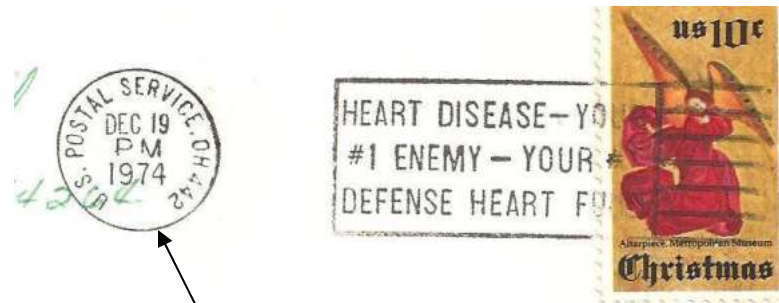 U.S. POSTAL SERVICE, OH 442
DEC 19
PM
1974
HEART DISEASE—YO
#1 ENEMY — YOUR #
DEFENSE HEART FU
us 10c
Altarpiece, Metropolitan Museum
Christmas